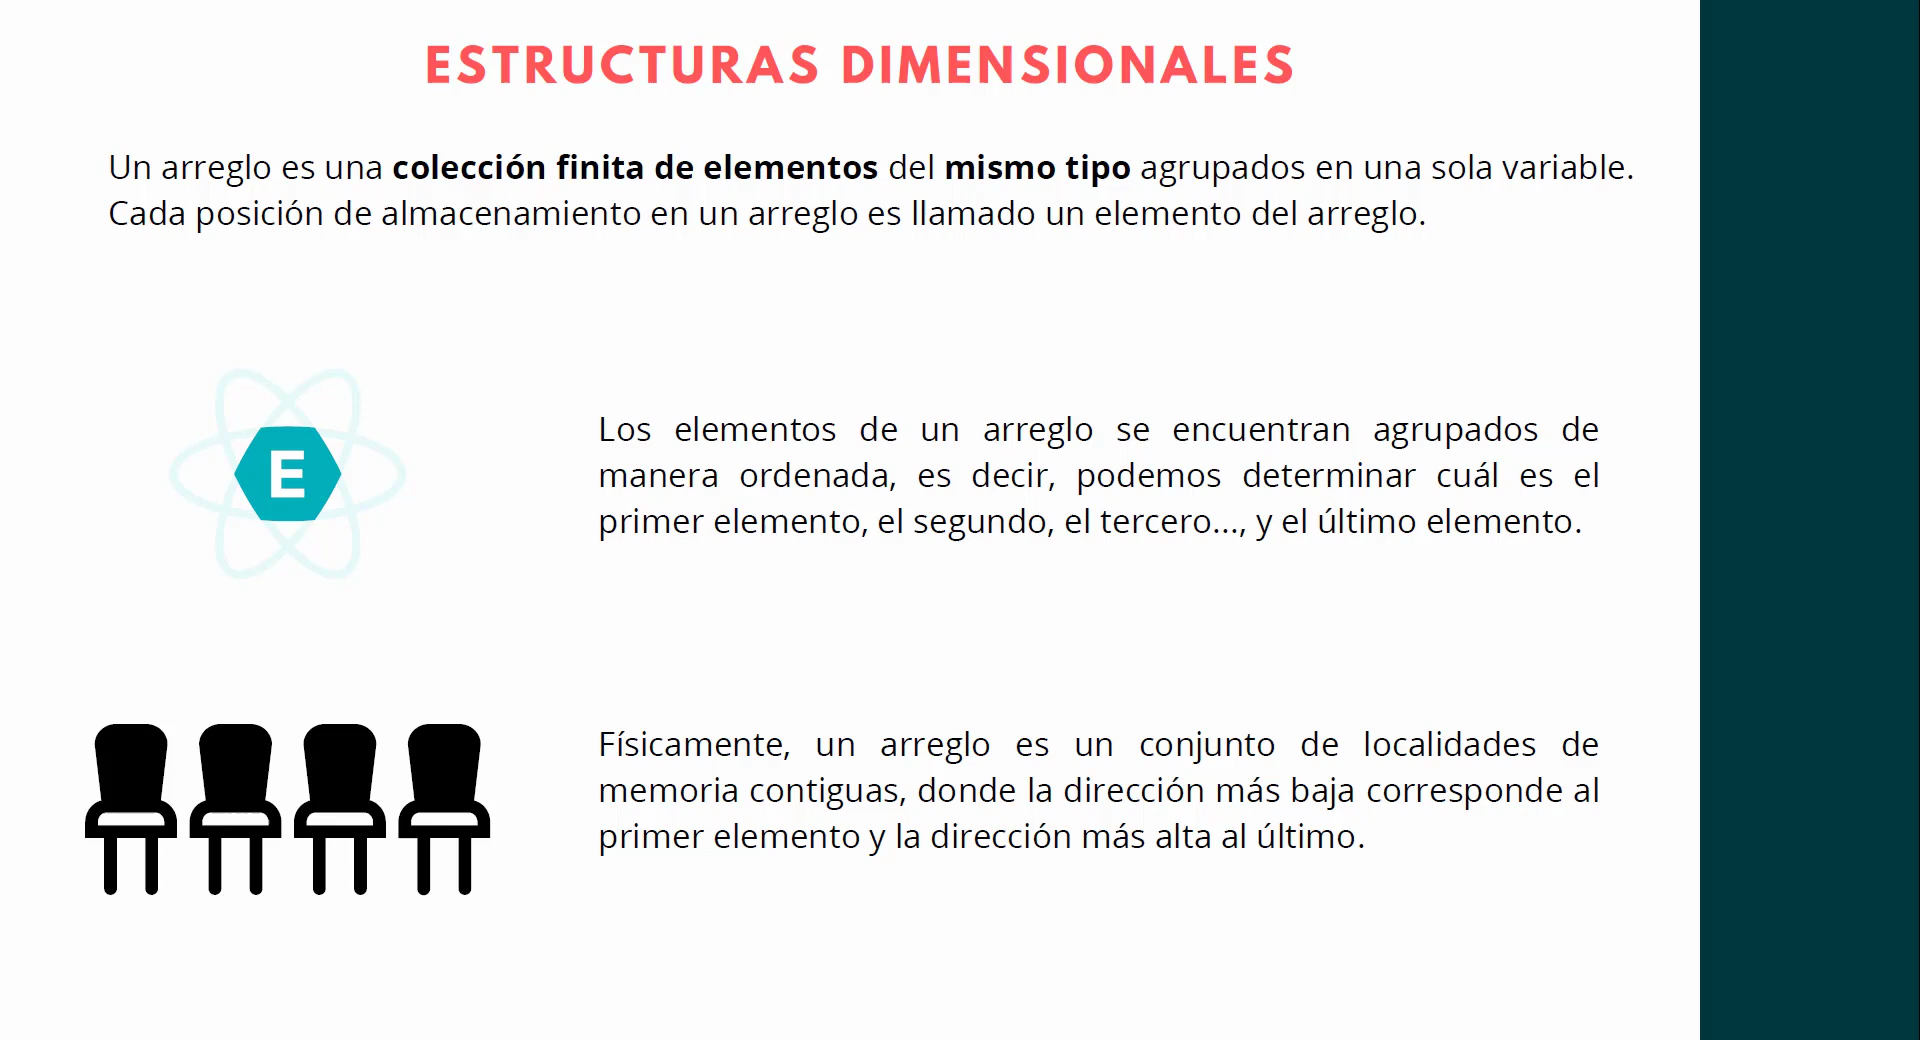 ESTRUCTURAS DIMENSIONALES
Un arreglo es una colección finita de elementos del mismo tipo agrupados en una sola variable.
Cada posición de almacenamiento en un arreglo es llamado un elemento del arreglo.
E
Los elementos de un arreglo se encuentran agrupados de
manera ordenada, es decir, podemos determinar cuál es el
primer elemento, el segundo, el tercero..., y el último elemento.
Físicamente, un arreglo es un conjunto de localidades de
memoria contiguas, donde la dirección más baja corresponde al
primer elemento y la dirección más alta al último.